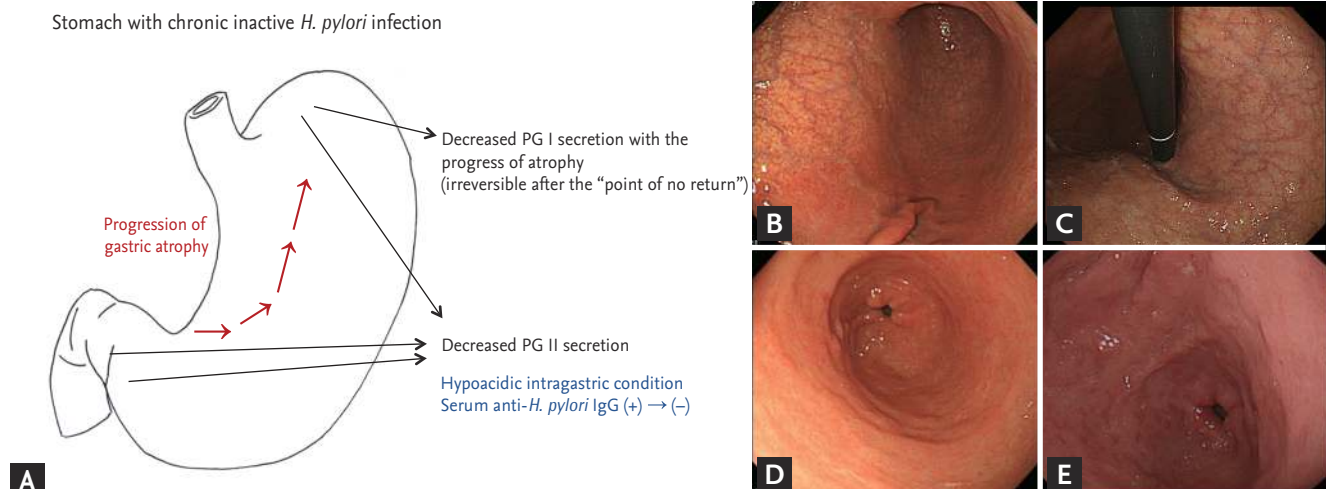 Stomach with chronic inactive H. pylori infection
Decreased PG I secretion with the
progress of atrophy
(irreversible after the “point of no return”)
Progression of
gastric atrophy
Decreased PG II secretion
Hypoacidic intragastric condition
Serum anti-H. pylori IgG (+) → (–)
A
B
C
D
E